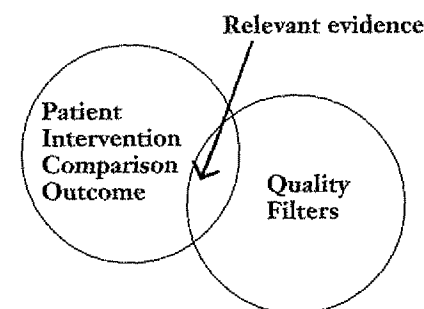 Relevant evidence
Patient
Intervention
Comparison
Outcome
Quality
Filters